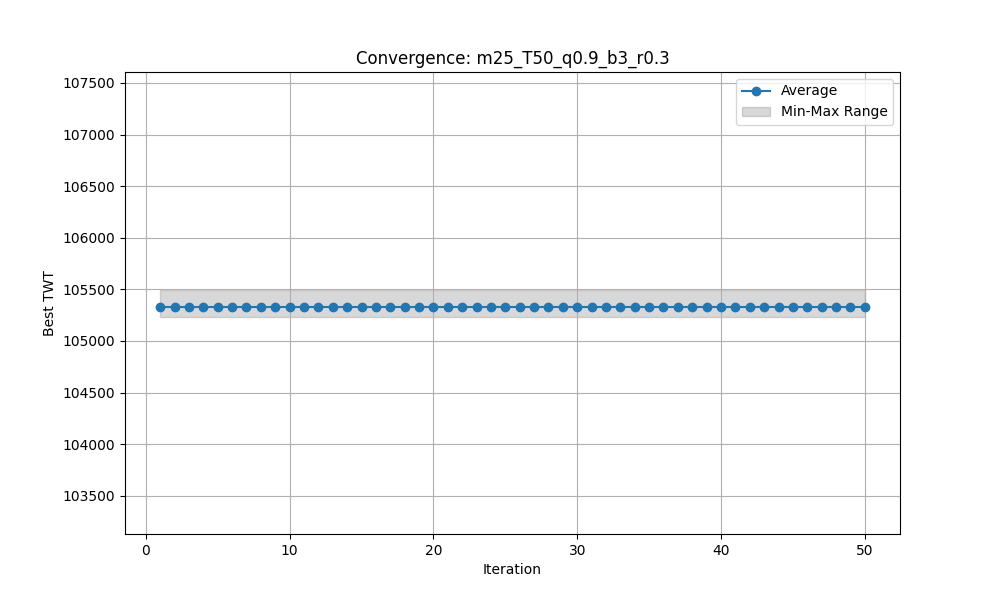 Convergence: m25_T50_q0.9_b3_r0.3
107500
107000
106500
106000
105500
105000
104500
104000
103500
Best TWT
Average
Min-Max Range
0 10 20 30 40 50
Iteration